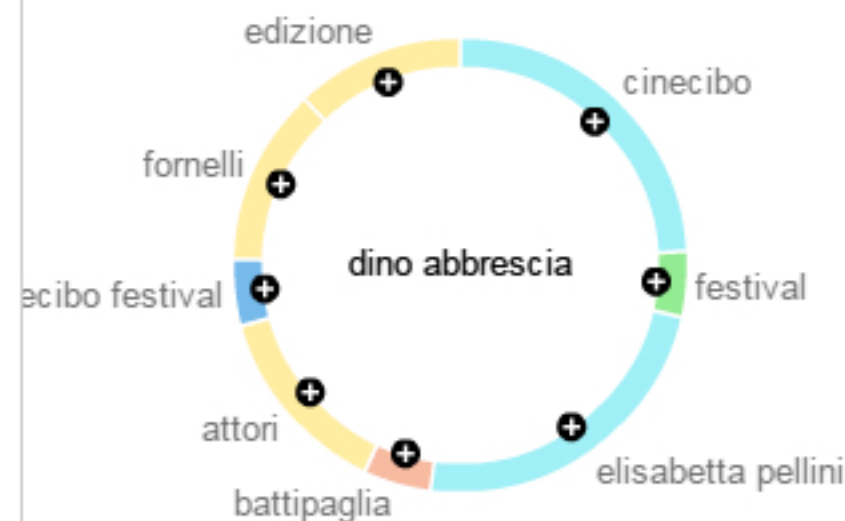 edizione
cinecibo
fornelli
dino abbrescia
ecibo festival
festival
attori
elisabetta pellini
battipaglia